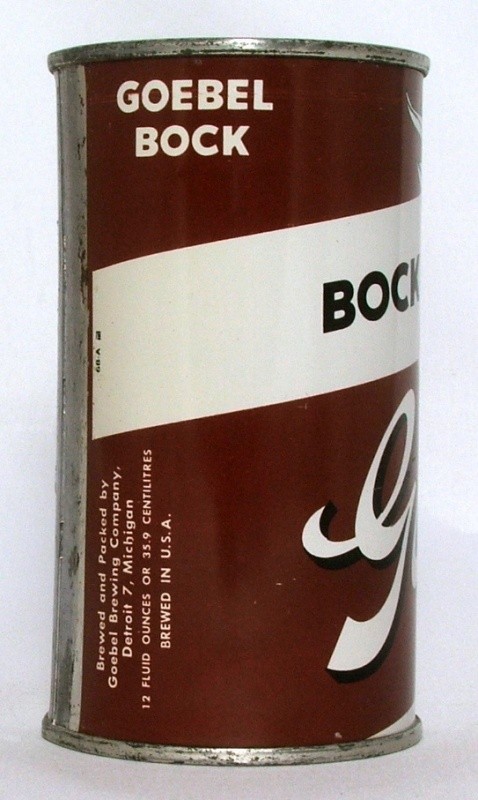 GOEBEL
BOCK
BOCK
G
68-A
Brewed and Packed by
Goebel Brewing Company,
Detroit 7, Michigan
12 FLUID OUNCES OR 35.9 CENTILITRES
BREWED IN U.S.A.